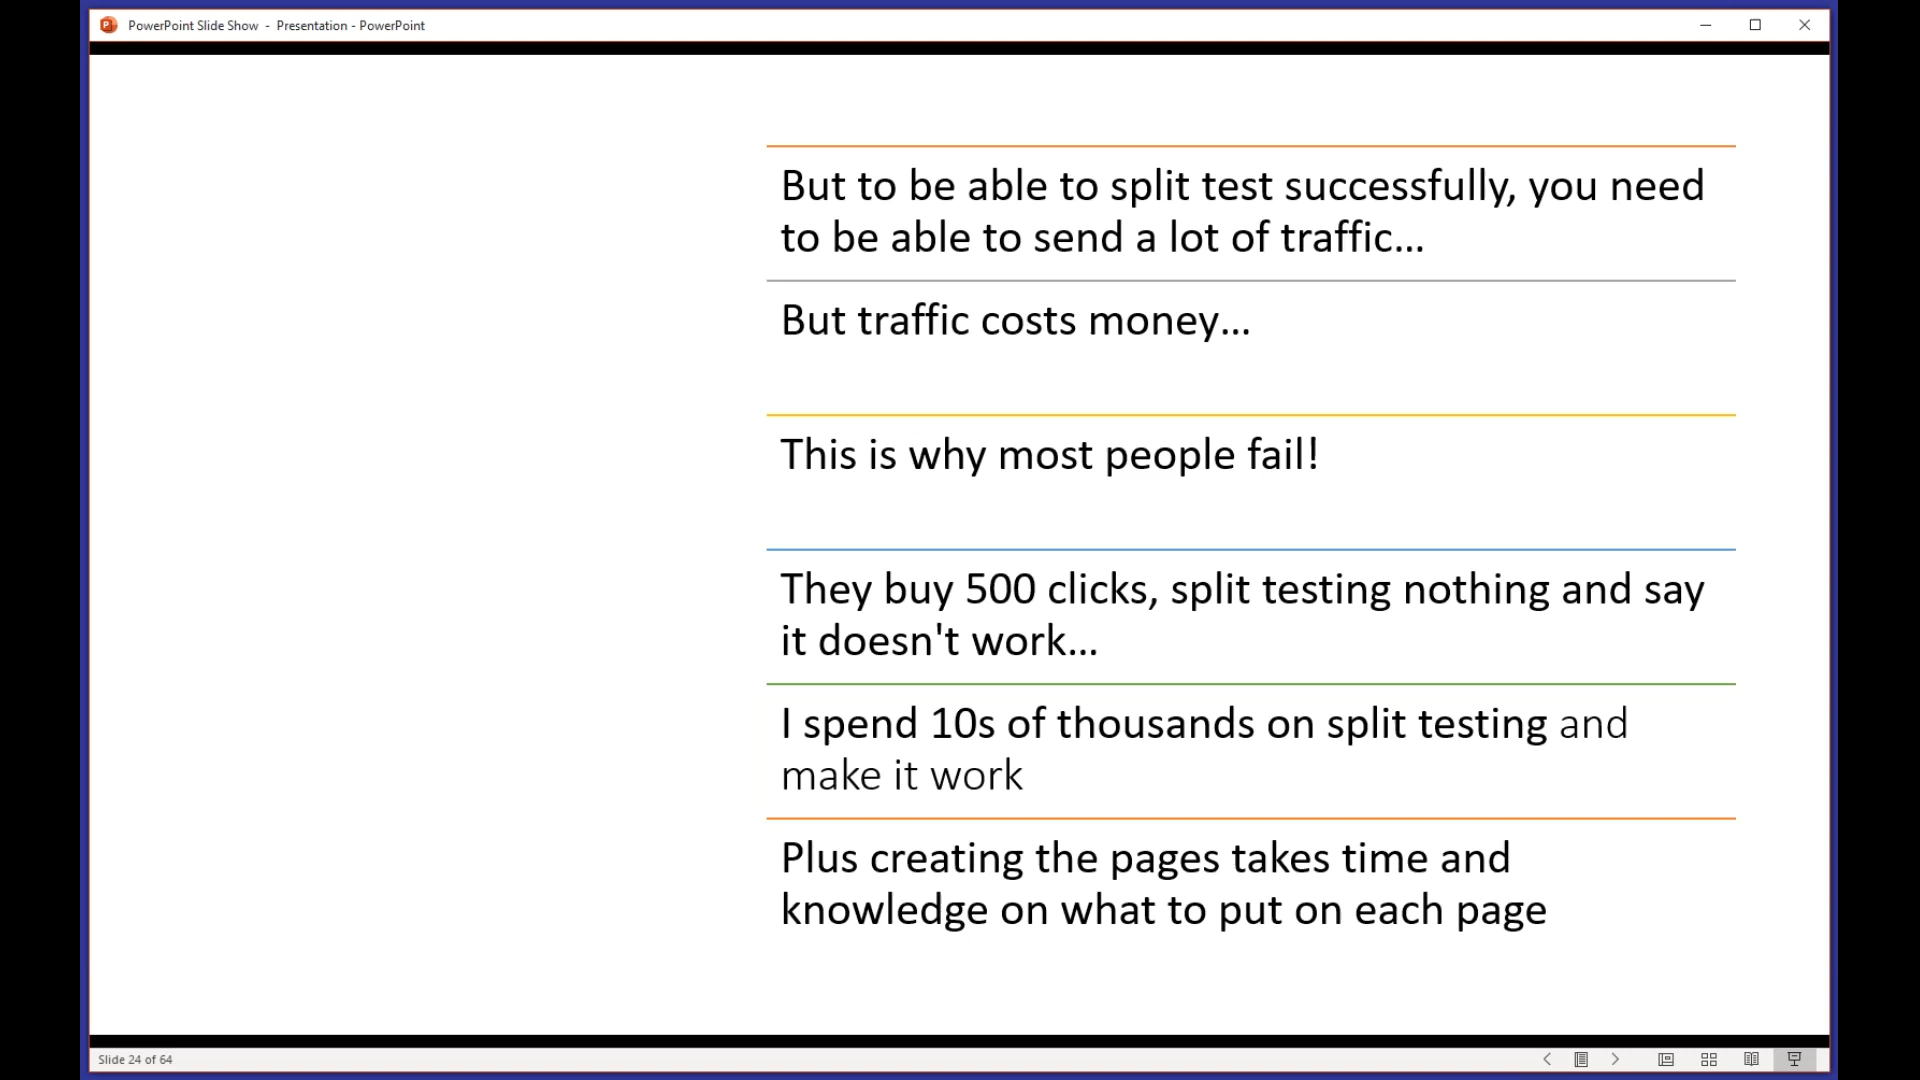 PowerPoint Slide Show - Presentation - PowerPoint
But to be able to split test successfully, you need
to be able to send a lot of traffic...
But traffic costs money...
This is why most people fail!
They buy 500 clicks, split testing nothing and say
it doesn't work...
I spend 10s of thousands on split testing and
make it work
Plus creating the pages takes time and
knowledge on what to put on each page
Slide 24 of 64